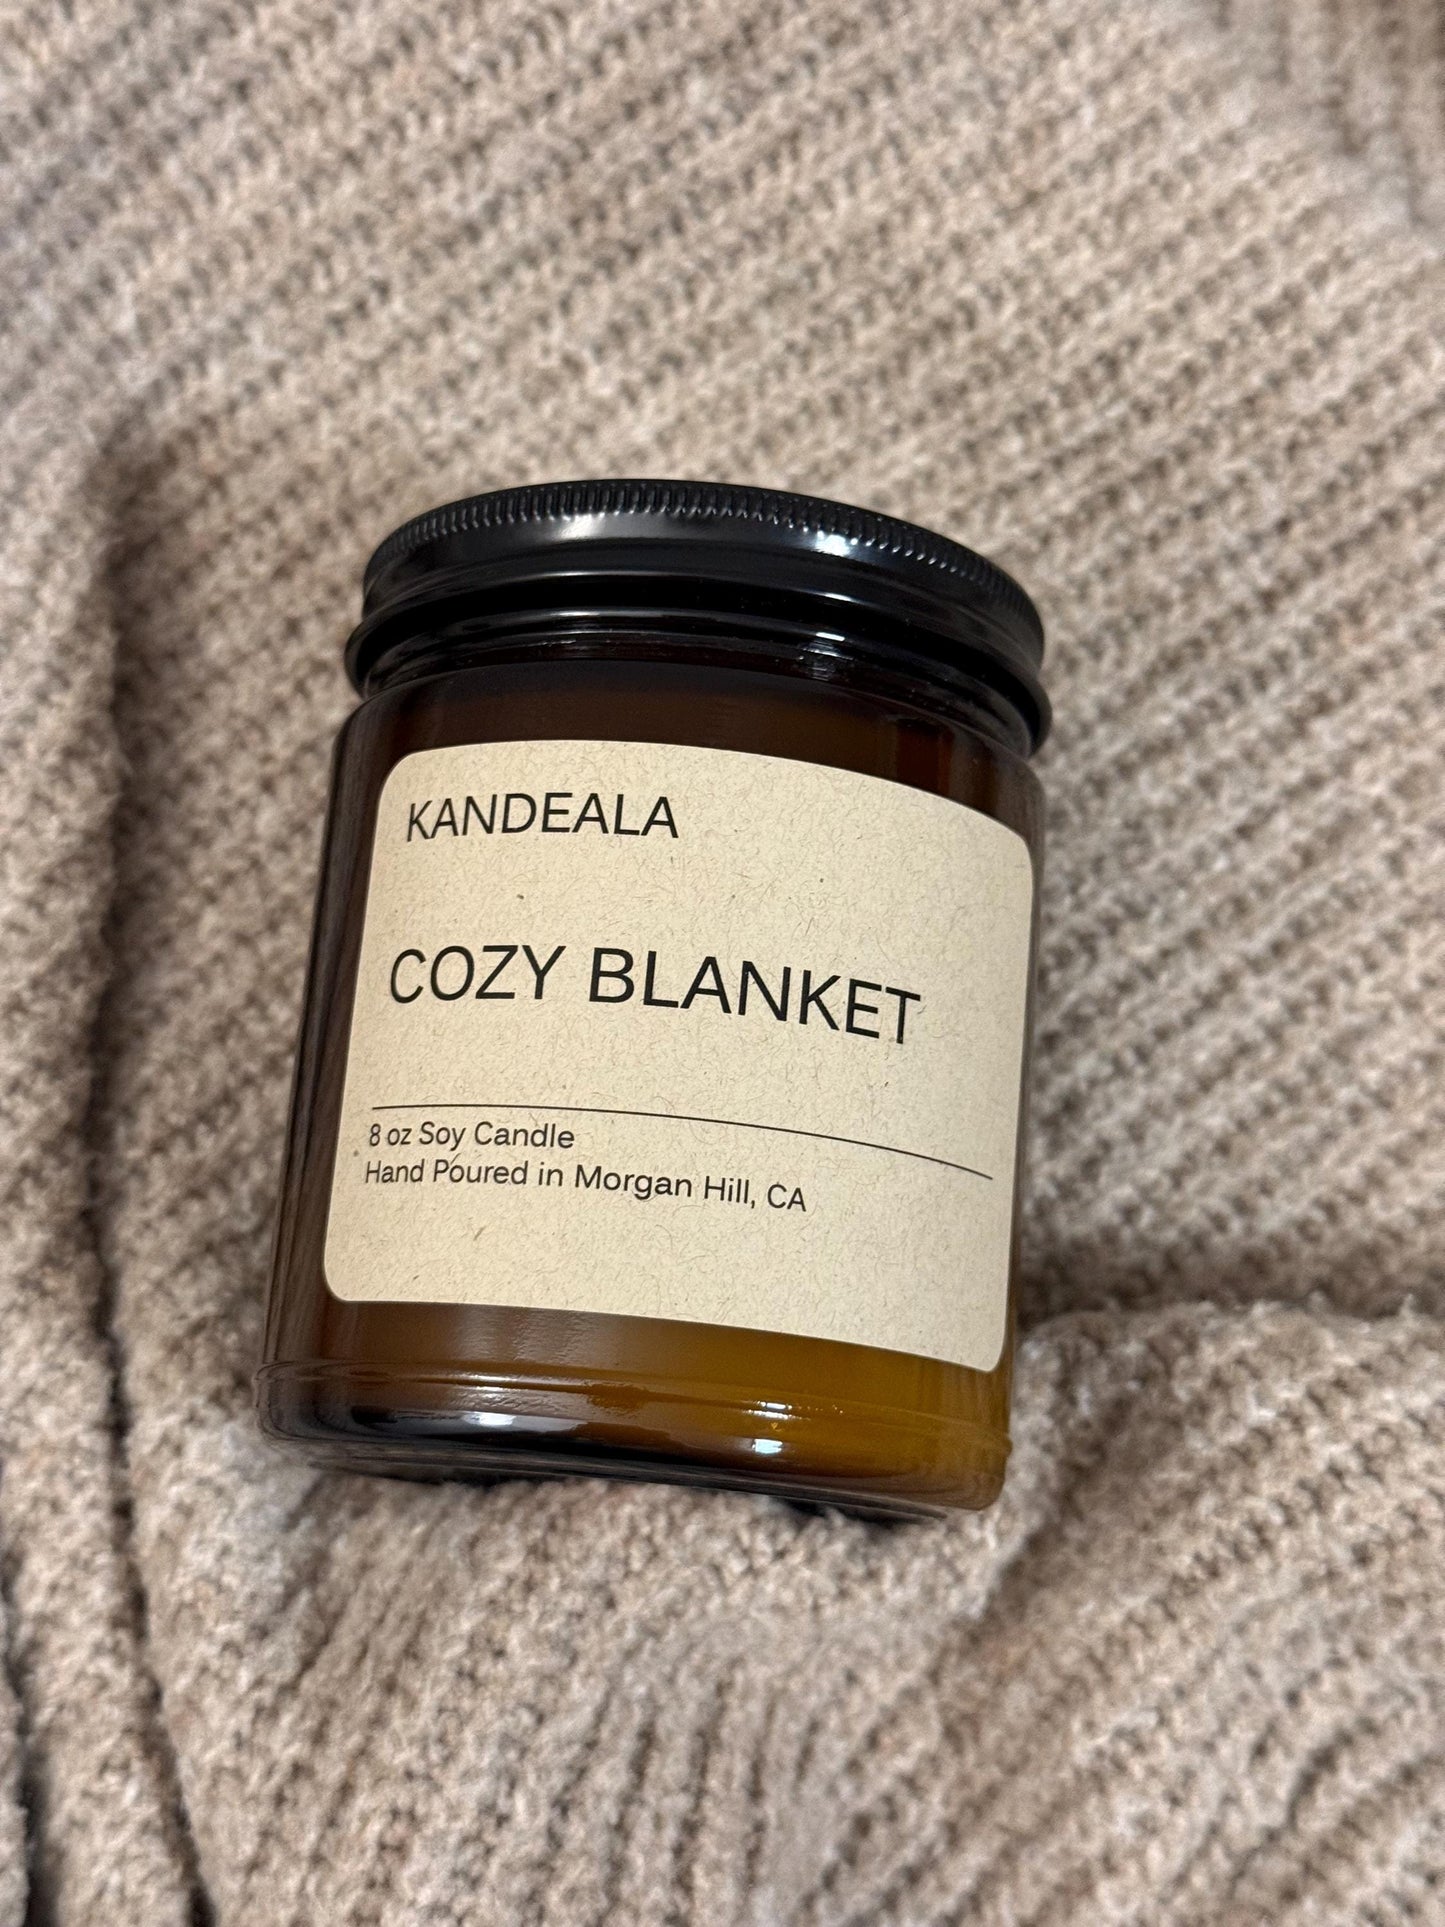 KANDEALA
COZY BLANKET
8 oz Soy Candle
Hand Poured in Morgan Hill, CA